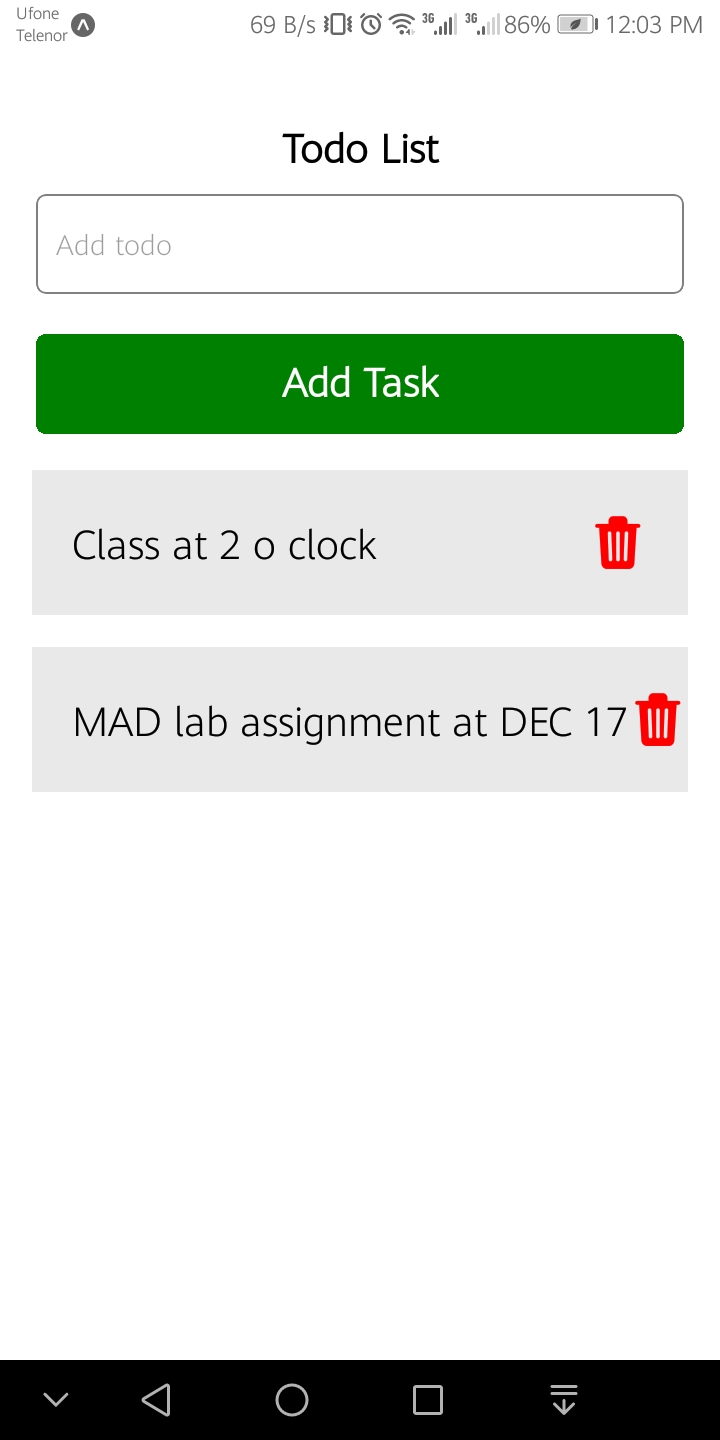 Ufone
Telenor
69 B/s 3G 3G 86% 12:03 PM
Todo List
Add todo
Add Task
Class at 2 o clock
MAD lab assignment at DEC 17